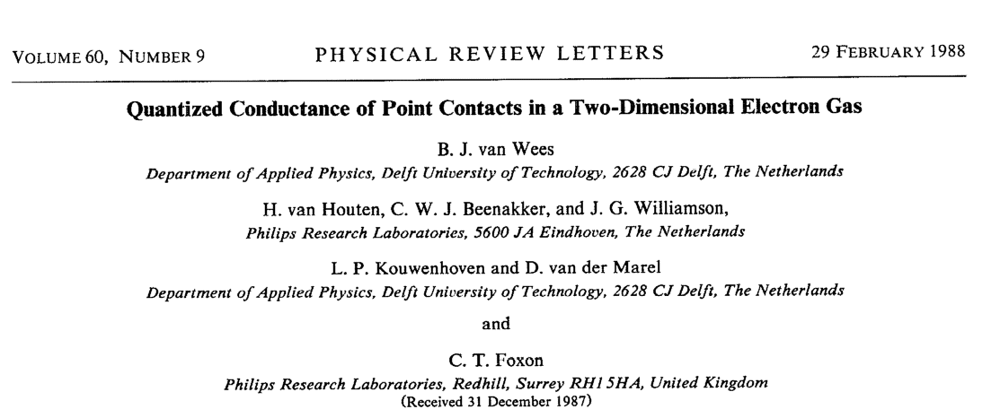 VOLUME 60, NUMBER 9 PHYSICAL REVIEW LETTERS 29 FEBRUARY 1988
Quantized Conductance of Point Contacts in a Two-Dimensional Electron Gas
B. J. van Wees
Department of Applied Physics, Delft University of Technology, 2628 CJ Delft, The Netherlands
H. van Houten, C. W. J. Beenakker, and J. G. Williamson,
Philips Research Laboratories, 5600 JA Eindhoven, The Netherlands
L. P. Kouwenhoven and D. van der Marel
Department of Applied Physics, Delft University of Technology, 2628 CJ Delft, The Netherlands
and
C. T. Foxon
Philips Research Laboratories, Redhill, Surrey RH1 5HA, United Kingdom
(Received 31 December 1987)